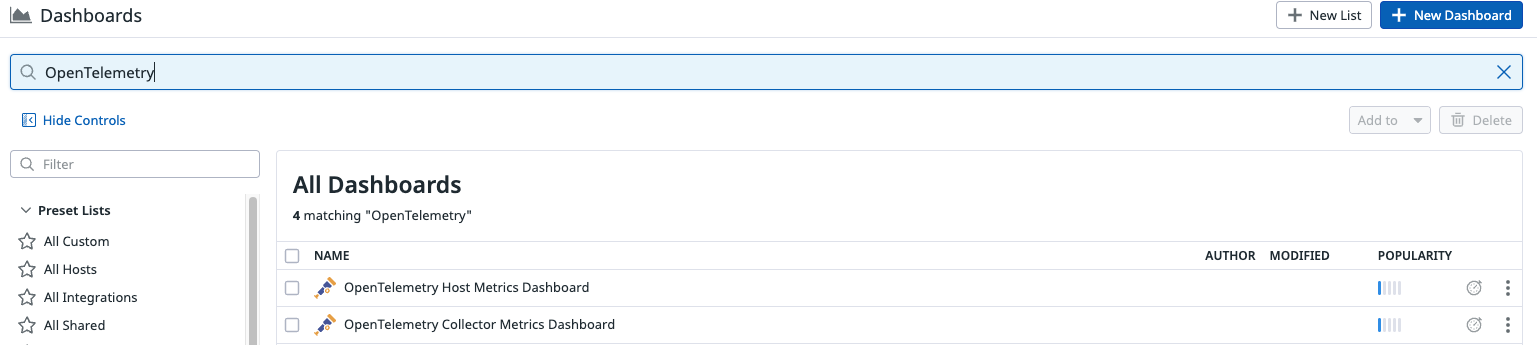 Dashboards
New List
New Dashboard
OpenTelemetry
Hide Controls
Add to
Delete
Filter
Preset Lists
All Custom
All Hosts
All Integrations
All Shared
All Dashboards
4 matching "OpenTelemetry"
NAME AUTHOR MODIFIED POPULARITY
OpenTelemetry Host Metrics Dashboard
OpenTelemetry Collector Metrics Dashboard